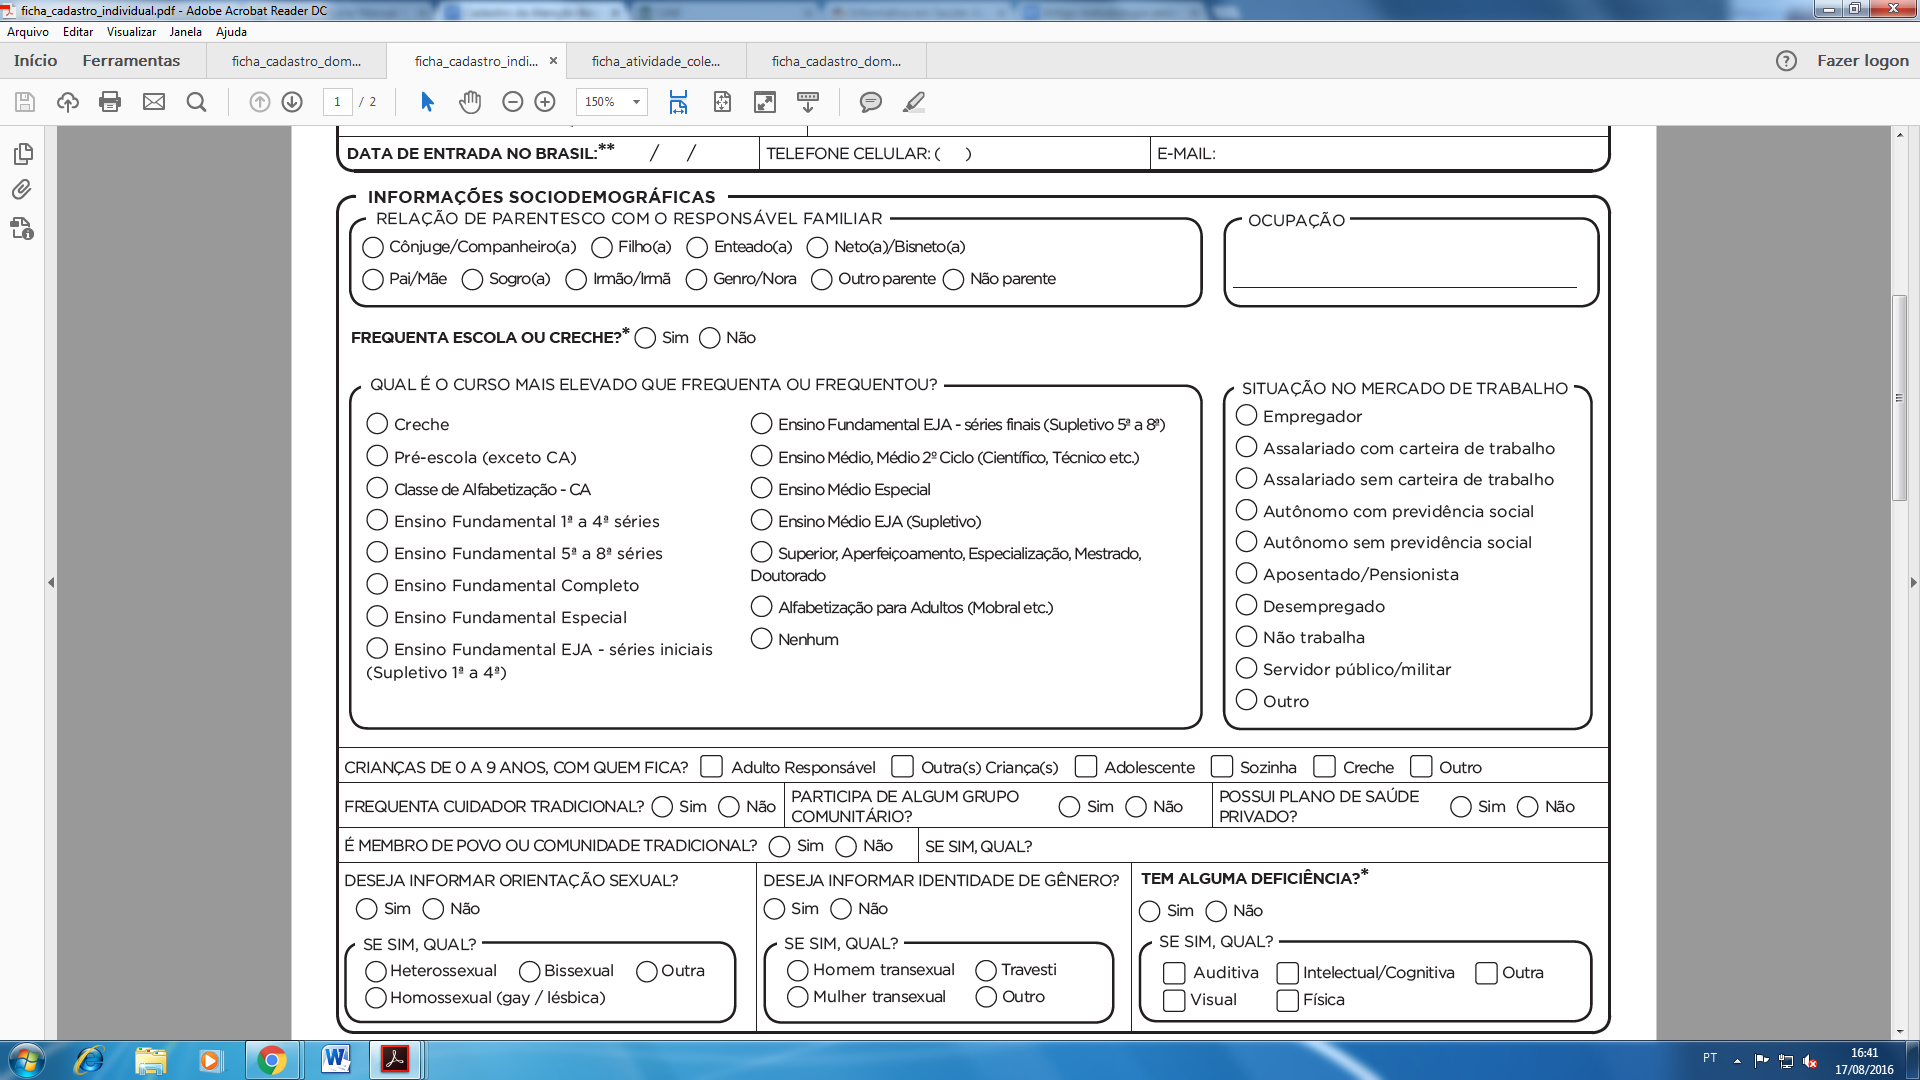 ficha_cadastro_individual.pdf - Adobe Acrobat Reader DC
Arquivo Editar Visualizar Janela Ajuda
Início Ferramentas ficha_cadastro_dom... ficha_cadastro_indi... × ficha_atividade_cole... ficha_cadastro_dom... ? Fazer logon
1 / 2 150%
DATA DE ENTRADA NO BRASIL:** / / TELEFONE CELULAR: ( ) E-MAIL:
INFORMAÇÕES SOCIODEMOGRÁFICAS
RELAÇÃO DE PARENTESCO COM O RESPONSÁVEL FAMILIAR
Cônjuge/Companheiro(a) Filho(a) Enteado(a) Neto(a)/Bisneto(a)
Pai/Mãe Sogro(a) Irmão/Irmã Genro/Nora Outro parente Não parente
OCUPAÇÃO
FREQUENTA ESCOLA OU CRECHE?* Sim Não
QUAL É O CURSO MAIS ELEVADO QUE FREQUENTA OU FREQUENTOU?
Creche
Pré-escola (exceto CA)
Classe de Alfabetização - CA
Ensino Fundamental 1ª a 4ª séries
Ensino Fundamental 5ª a 8ª séries
Ensino Fundamental Completo
Ensino Fundamental Especial
Ensino Fundamental EJA - séries iniciais
(Supletivo 1ª a 4ª)
Ensino Fundamental EJA - séries finais (Supletivo 5ª a 8ª)
Ensino Médio, Médio 2º Ciclo (Científico, Técnico etc.)
Ensino Médio Especial
Ensino Médio EJA (Supletivo)
Superior, Aperfeiçoamento, Especialização, Mestrado,
Doutorado
Alfabetização para Adultos (Mobral etc.)
Nenhum
SITUAÇÃO NO MERCADO DE TRABALHO
Empregador
Assalariado com carteira de trabalho
Assalariado sem carteira de trabalho
Autônomo com previdência social
Autônomo sem previdência social
Aposentado/Pensionista
Desempregado
Não trabalha
Servidor público/militar
Outro
CRIANÇAS DE 0 A 9 ANOS, COM QUEM FICA? Adulto Responsável Outra(s) Criança(s) Adolescente Sozinha Creche Outro
FREQUENTA CUIDADOR TRADICIONAL? Sim Não
PARTICIPA DE ALGUM GRUPO
COMUNITÁRIO? Sim Não
POSSUI PLANO DE SAÚDE
PRIVADO? Sim Não
É MEMBRO DE POVO OU COMUNIDADE TRADICIONAL? Sim Não SE SIM, QUAL?
DESEJA INFORMAR ORIENTAÇÃO SEXUAL?
Sim Não
SE SIM, QUAL?
Heterossexual Bissexual Outra
Homossexual (gay / lésbica)
DESEJA INFORMAR IDENTIDADE DE GÊNERO?
Sim Não
SE SIM, QUAL?
Homem transexual Travesti
Mulher transexual Outro
TEM ALGUMA DEFICIÊNCIA?*
Sim Não
SE SIM, QUAL?
Auditiva Intelectual/Cognitiva Outra
Visual Física
PT 16:41
17/08/2016